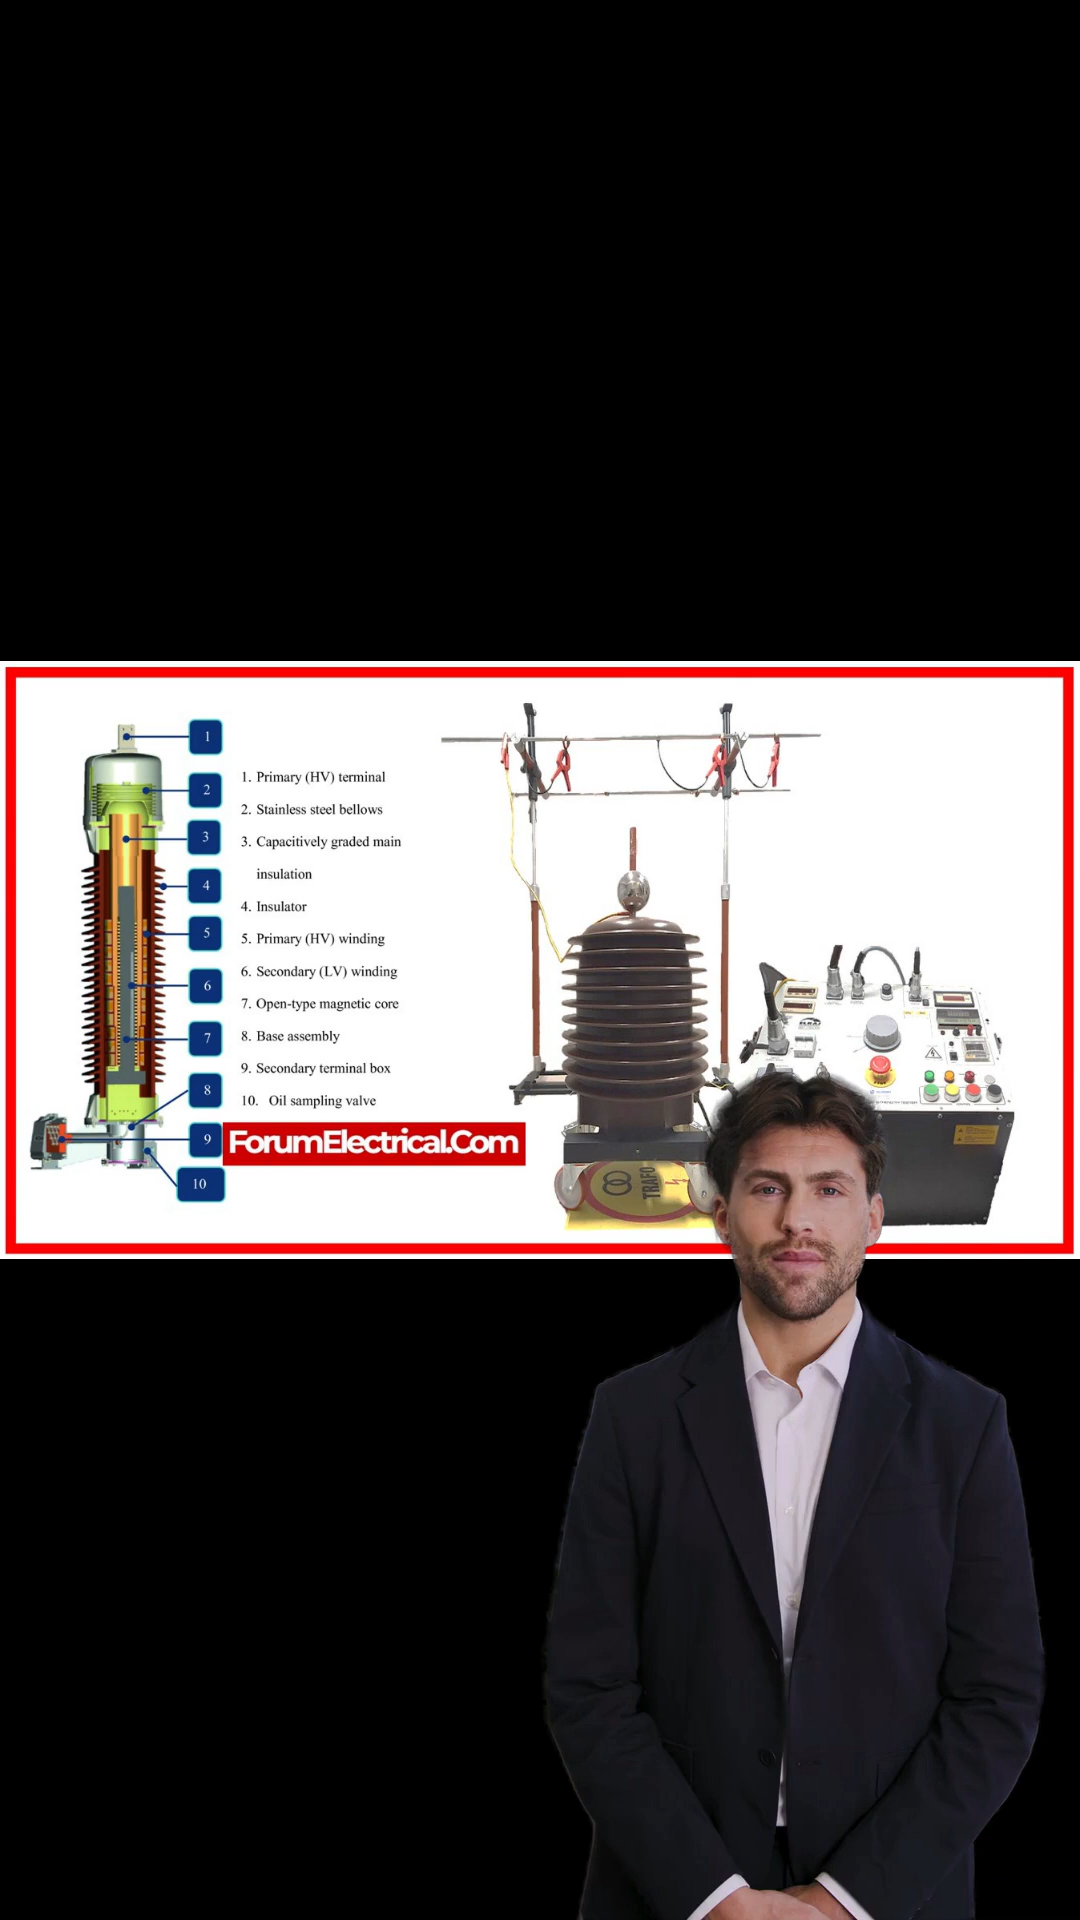 1
2
3
4
5
6
7
8
9
10
1. Primary (HV) terminal
2. Stainless steel bellows
3. Capacitively graded main
insulation
4. Insulator
5. Primary (HV) winding
6. Secondary (LV) winding
7. Open-type magnetic core
8. Base assembly
9. Secondary terminal box
10. Oil sampling valve
ForumElectrical.Com
TRAFO